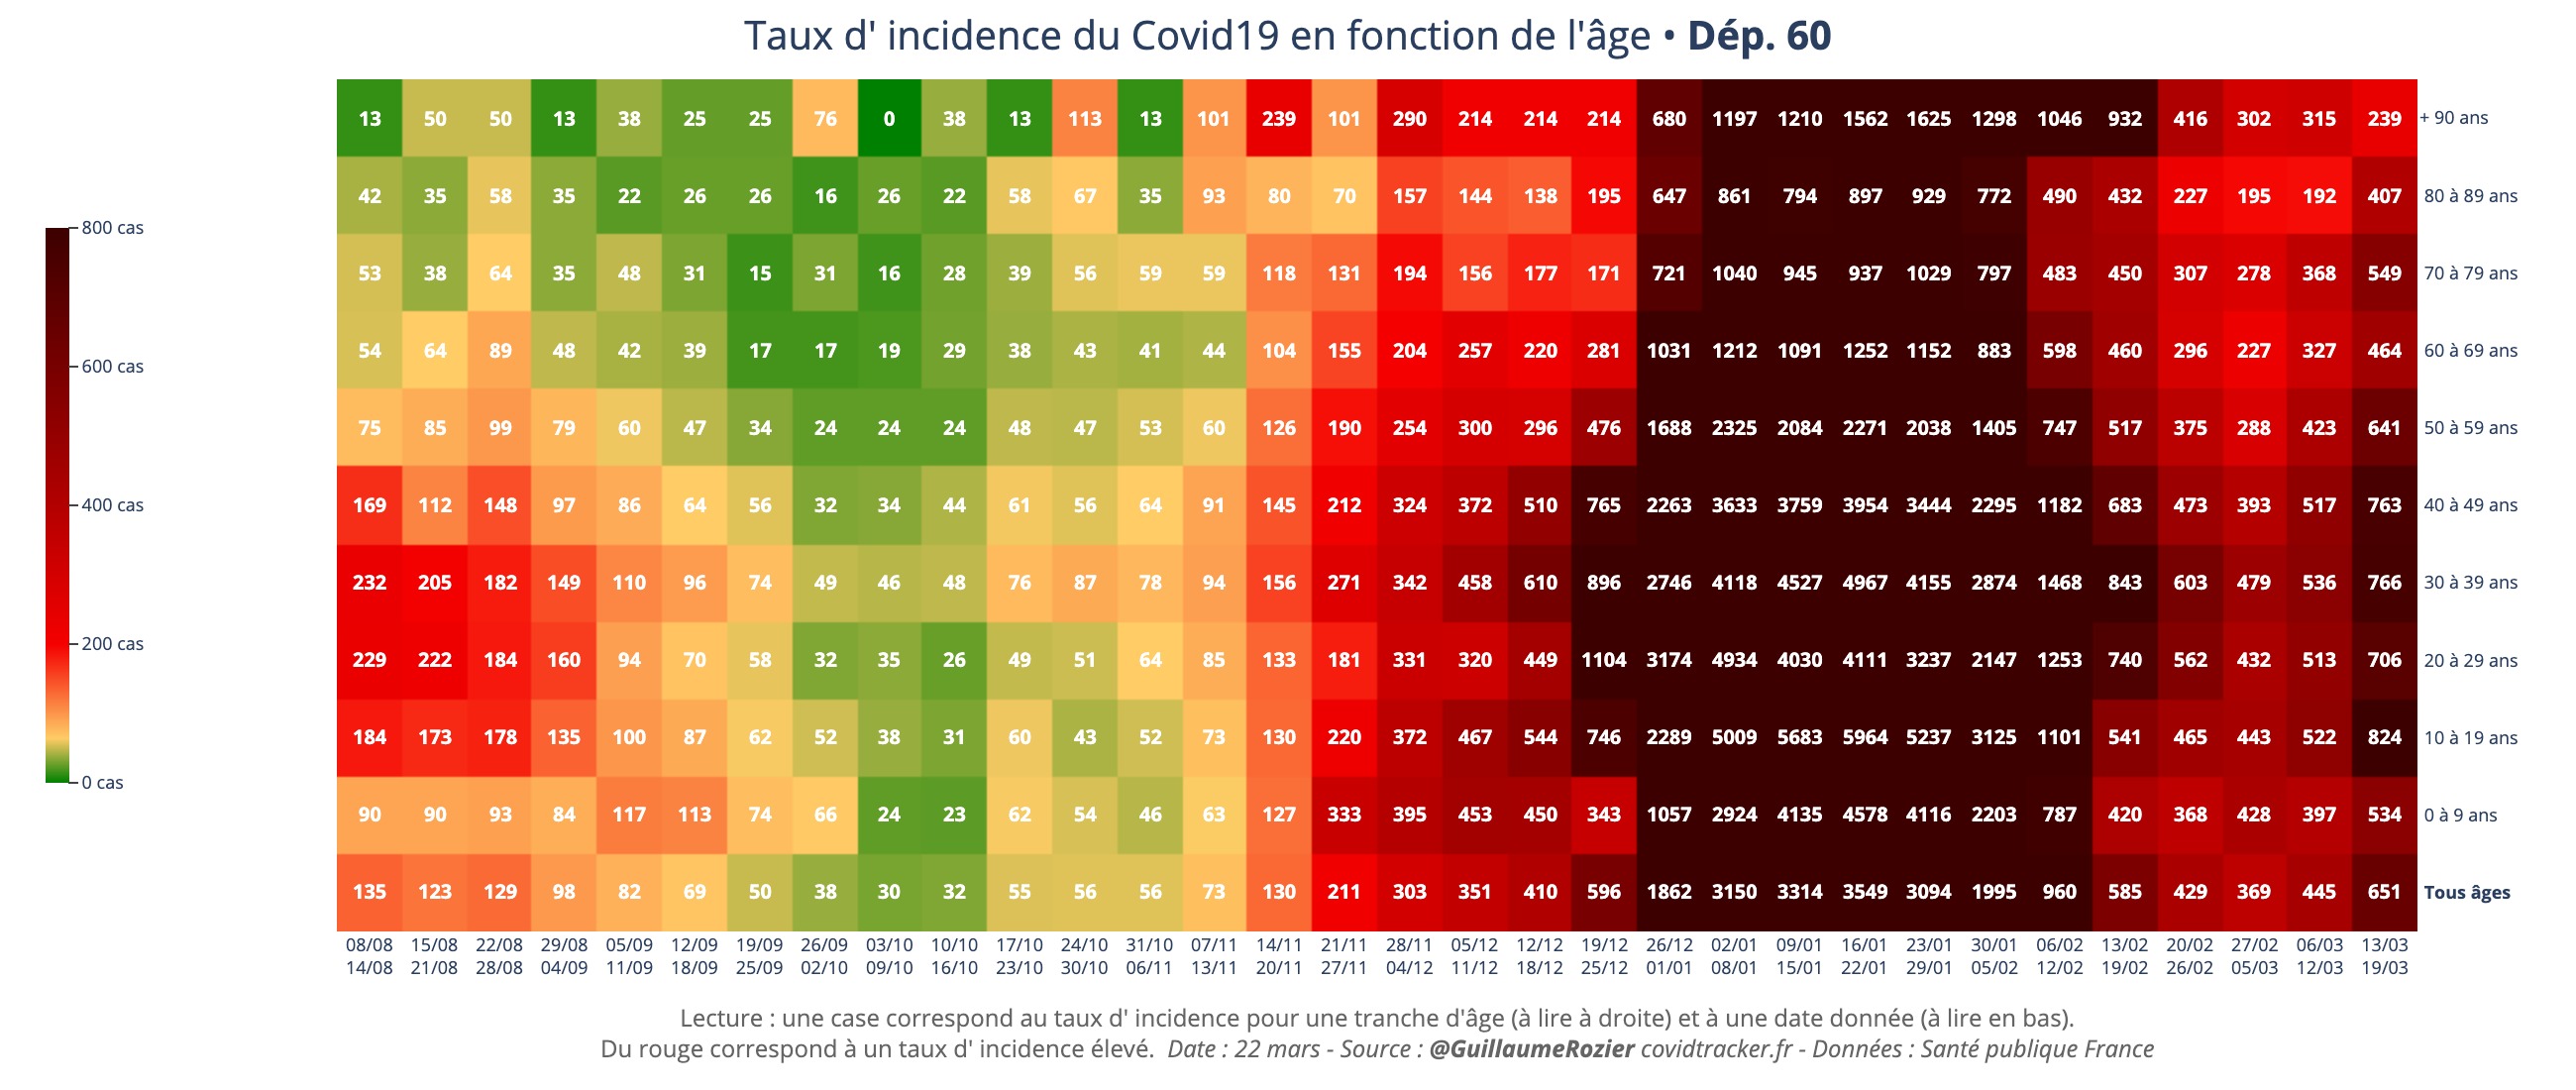 Taux d' incidence du Covid19 en fonction de l'âge • Dép. 60
13 50 50 13 38 25 25 76 0 38 13 113 13 101 239 101 290 214 214 214 680 1197 1210 1562 1625 1298 1046 932 416 302 315 239 + 90 ans
42 35 58 35 22 26 26 16 26 22 58 67 35 93 80 70 157 144 138 195 647 861 794 897 929 772 490 432 227 195 192 407 80 à 89 ans
53 38 64 35 48 31 15 31 16 28 39 56 59 59 118 131 194 156 177 171 721 1040 945 937 1029 797 483 450 307 278 368 549 70 à 79 ans
54 64 89 48 42 39 17 17 19 29 38 43 41 44 104 155 204 257 220 281 1031 1212 1091 1252 1152 883 598 460 296 227 327 464 60 à 69 ans
75 85 99 79 60 47 34 24 24 24 48 47 53 60 126 190 254 300 296 476 1688 2325 2084 2271 2038 1405 747 517 375 288 423 641 50 à 59 ans
169 112 148 97 86 64 56 32 34 44 61 56 64 91 145 212 324 372 510 765 2263 3633 3759 3954 3444 2295 1182 683 473 393 517 763 40 à 49 ans
232 205 182 149 110 96 74 49 46 48 76 87 78 94 156 271 342 458 610 896 2746 4118 4527 4967 4155 2874 1468 843 603 479 536 766 30 à 39 ans
229 222 184 160 94 70 58 32 35 26 49 51 64 85 133 181 331 320 449 1104 3174 4934 4030 4111 3237 2147 1253 740 562 432 513 706 20 à 29 ans
184 173 178 135 100 87 62 52 38 31 60 43 52 73 130 220 372 467 544 746 2289 5009 5683 5964 5237 3125 1101 541 465 443 522 824 10 à 19 ans
90 90 93 84 117 113 74 66 24 23 62 54 46 63 127 333 395 453 450 343 1057 2924 4135 4578 4116 2203 787 420 368 428 397 534 0 à 9 ans
135 123 129 98 82 69 50 38 30 32 55 56 56 73 130 211 303 351 410 596 1862 3150 3314 3549 3094 1995 960 585 429 369 445 651 Tous âges
08/08 15/08 22/08 29/08 05/09 12/09 19/09 26/09 03/10 10/10 17/10 24/10 31/10 07/11 14/11 21/11 28/11 05/12 12/12 19/12 26/12 02/01 09/01 16/01 23/01 30/01 06/02 13/02 20/02 27/02 06/03 13/03
14/08 21/08 28/08 04/09 11/09 18/09 25/09 02/10 09/10 16/10 23/10 30/10 06/11 13/11 20/11 27/11 04/12 11/12 18/12 25/12 01/01 08/01 15/01 22/01 29/01 05/02 12/02 19/02 26/02 05/03 12/03 19/03
800 cas
600 cas
400 cas
200 cas
0 cas
Lecture : une case correspond au taux d' incidence pour une tranche d'âge (à lire à droite) et à une date donnée (à lire en bas).
Du rouge correspond à un taux d' incidence élevé. Date : 22 mars - Source : @GuillaumeRozier covidtracker.fr - Données : Santé publique France